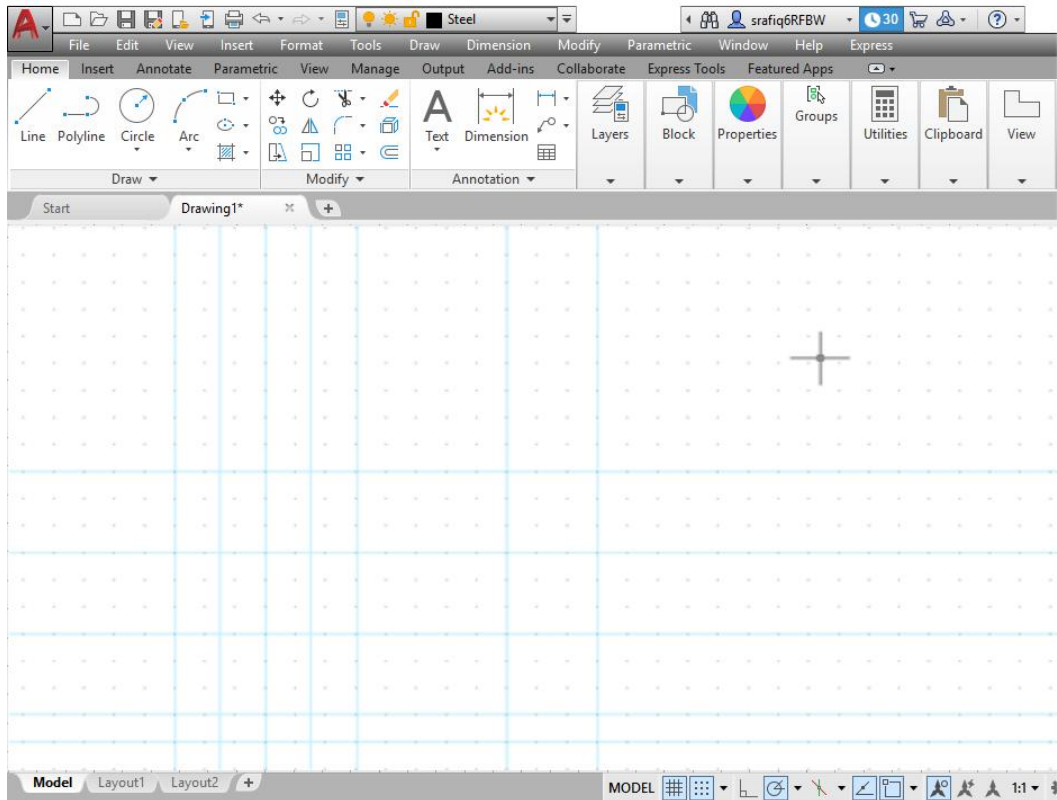 A Steel srafiq6RFBW 30 ?
File Edit View Insert Format Tools Draw Dimension Modify Parametric Window Help Express
Home Insert Annotate Parametric View Manage Output Add-ins Collaborate Express Tools Featured Apps
Line Polyline Circle Arc A Text Dimension Layers Block Properties Groups Utilities Clipboard View
Draw Modify Annotation
Start Drawing1*
Model Layout1 Layout2 + MODEL 1:1